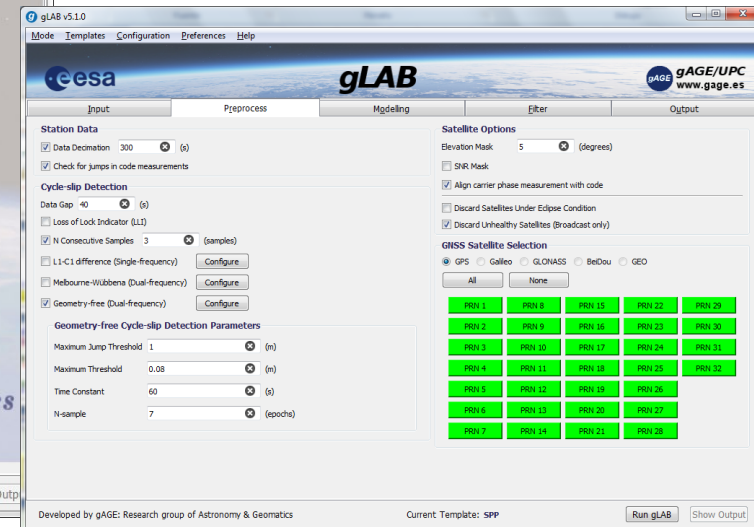 gLAB v5.1.0
Mode Templates Configuration Preferences Help
esa
gLAB
gAGE
gAGE/UPC
www.gage.es
Input Preprocess Modelling Filter Output
Station Data
Data Decimation 300 (s)
Check for jumps in code measurements
Cycle-slip Detection
Data Gap 40 (s)
Loss of Lock Indicator (LLI)
N Consecutive Samples 3 (samples)
L1-C1 difference (Single-frequency) Configure
Melbourne-Wübbena (Dual-frequency) Configure
Geometry-free (Dual-frequency) Configure
Geometry-free Cycle-slip Detection Parameters
Maximum Jump Threshold 1 (m)
Maximum Threshold 0.08 (m)
Time Constant 60 (s)
N-sample 7 (epochs)
Satellite Options
Elevation Mask 5 (degrees)
SNR Mask
Align carrier phase measurement with code
Discard Satellites Under Eclipse Condition
Discard Unhealthy Satellites (Broadcast only)
GNSS Satellite Selection
GPS Galileo GLONASS BeiDou GEO
All None
PRN 1 PRN 8 PRN 15 PRN 22 PRN 29
PRN 2 PRN 9 PRN 16 PRN 23 PRN 30
PRN 3 PRN 10 PRN 17 PRN 24 PRN 31
PRN 4 PRN 11 PRN 18 PRN 25 PRN 32
PRN 5 PRN 12 PRN 19 PRN 26
PRN 6 PRN 13 PRN 20 PRN 27
PRN 7 PRN 14 PRN 21 PRN 28
Developed by gAGE: Research group of Astronomy & Geomatics Current Template: SPP Run gLAB Show Output